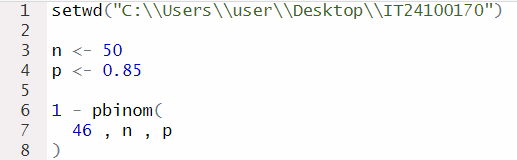 1 setwd("C:\\Users\\user\\Desktop\\IT24100170")
2
3 n <- 50
4 p <- 0.85
5
6 1 - pbinom(
7 46 , n , p
8 )